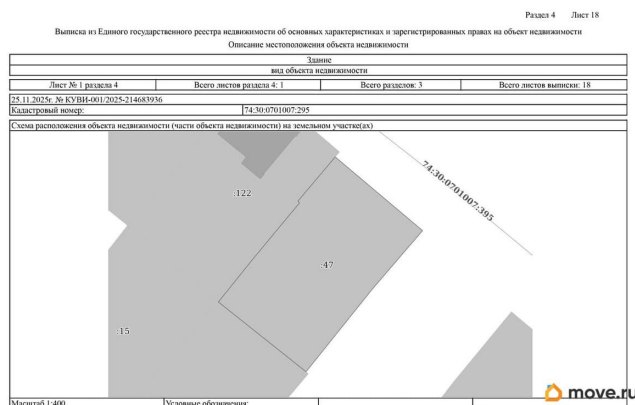 Раздел 4 Лист 18
Выписка из Единого государственного реестра недвижимости об основных характеристиках и зарегистрированных правах на объект недвижимости
Описание местоположения объекта недвижимости
Здание
вид объекта недвижимости
Лист № 1 раздела 4 Всего листов раздела 4: 1 Всего разделов: 3 Всего листов выписки: 18
25.11.2025г. № КУВИ-001/2025-214683936
Кадастровый номер: 74:30:0701007:295
Схема расположения объекта недвижимости (части объекта недвижимости) на земельном участке(ах)
74:30:0701007:395
:122
:47
:15
Масштаб 1:400 Условные обозначения:
move.ru